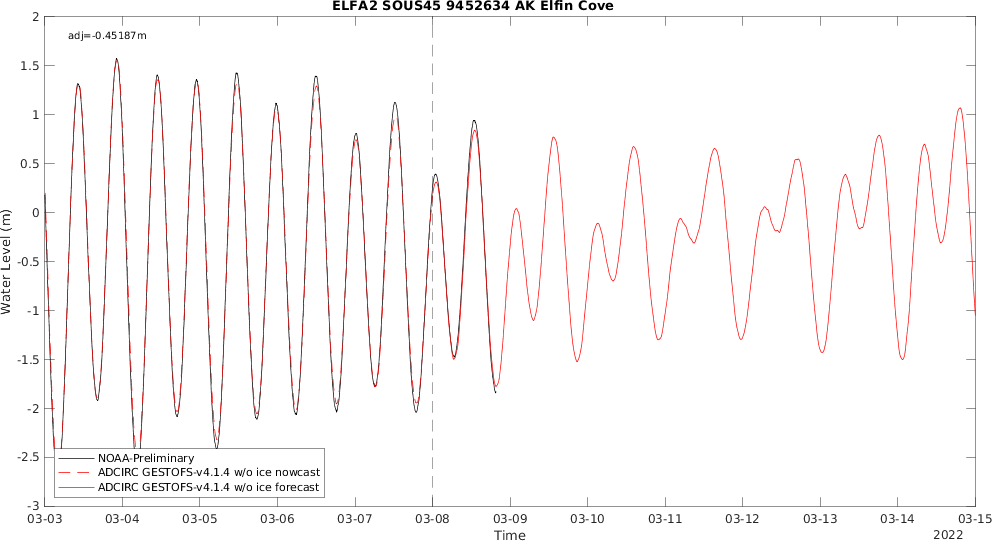 ELFA2 SOUS45 9452634 AK Elfin Cove
adj=-0.45187m
2
1.5
1
0.5
0
-0.5
-1
-1.5
-2
-2.5
-3
Water Level (m)
NOAA-Preliminary
ADCIRC GESTOFS-v4.1.4 w/o ice nowcast
ADCIRC GESTOFS-v4.1.4 w/o ice forecast
03-03 03-04 03-05 03-06 03-07 03-08 03-09 03-10 03-11 03-12 03-13 03-14 03-15
Time
2022